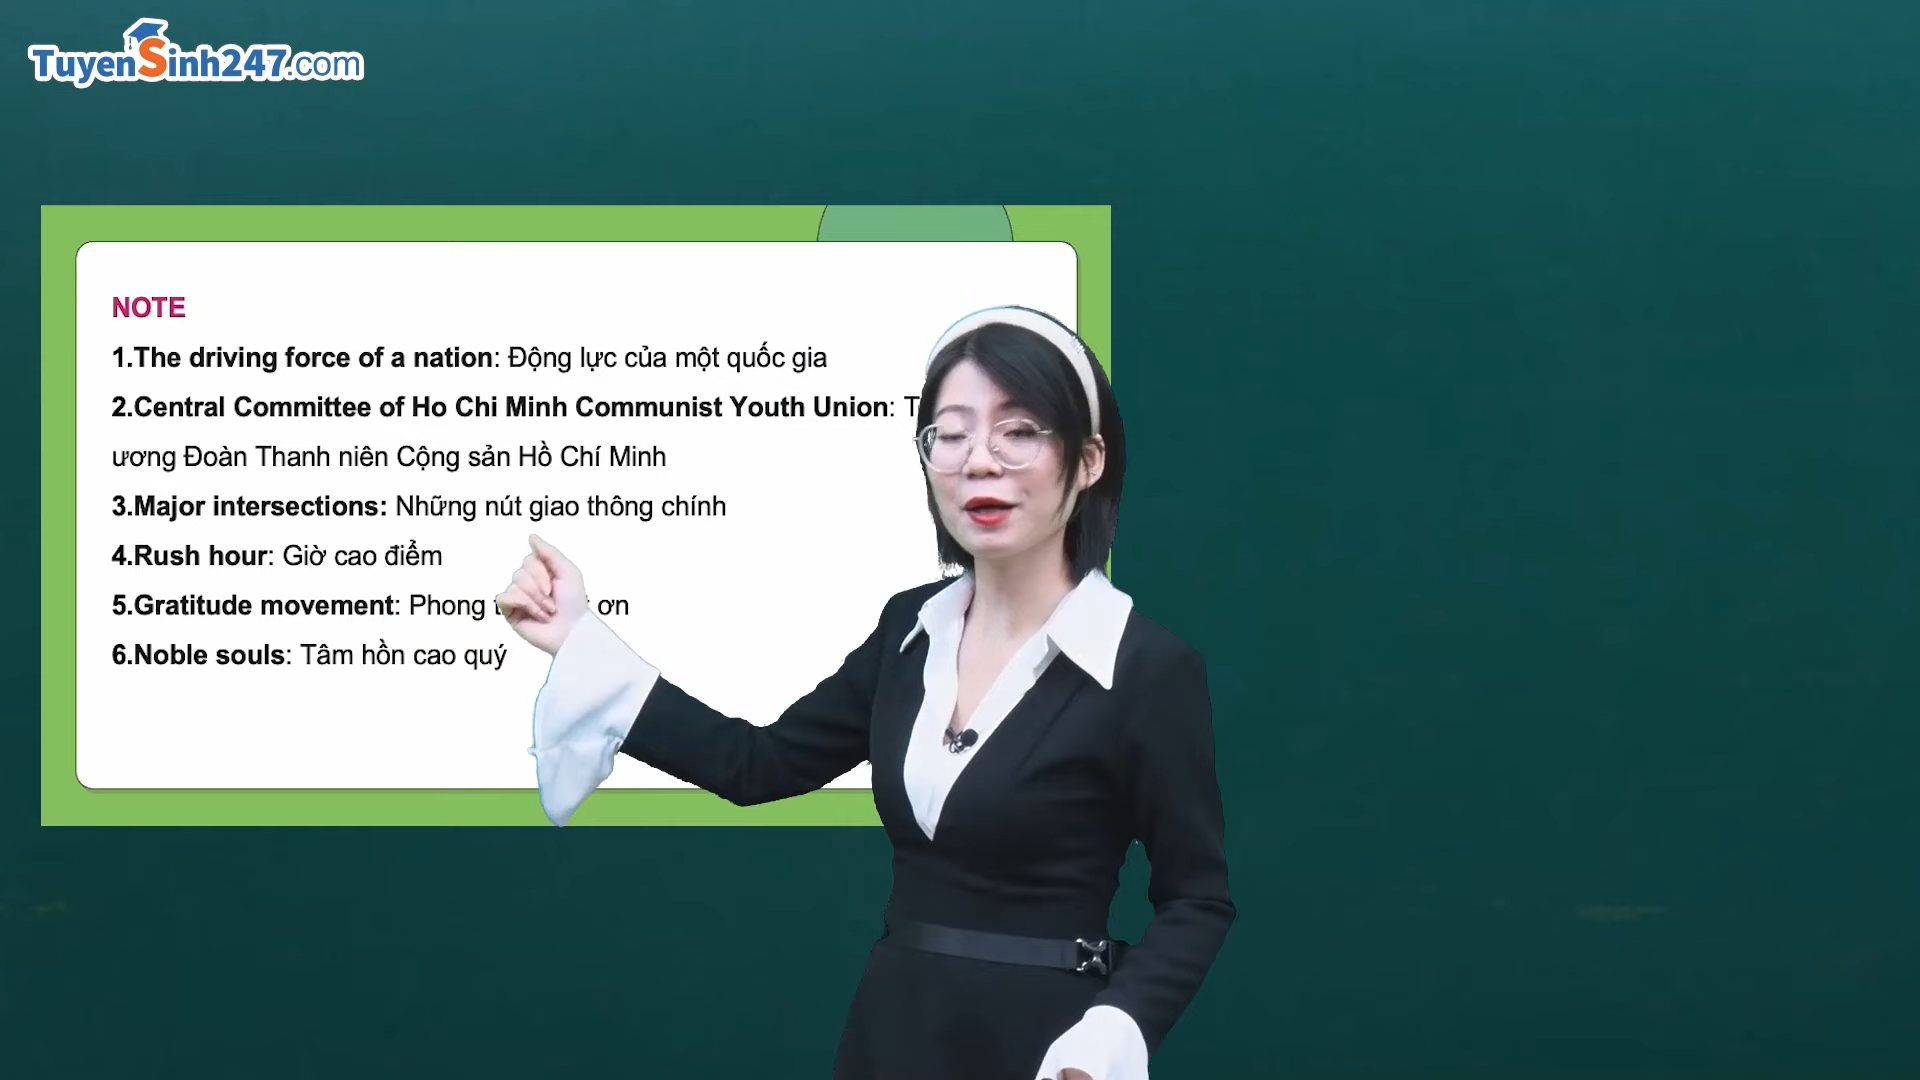 TuyenSinh247.com
NOTE
1.The driving force of a nation: Động lực của một quốc gia
2.Central Committee of Ho Chi Minh Communist Youth Union:
ương Đoàn Thanh niên Cộng sản Hồ Chí Minh
3.Major intersections: Những nút giao thông chính
4.Rush hour: Giờ cao điểm
5.Gratitude movement: Phong ơn
6.Noble souls: Tâm hồn cao quý